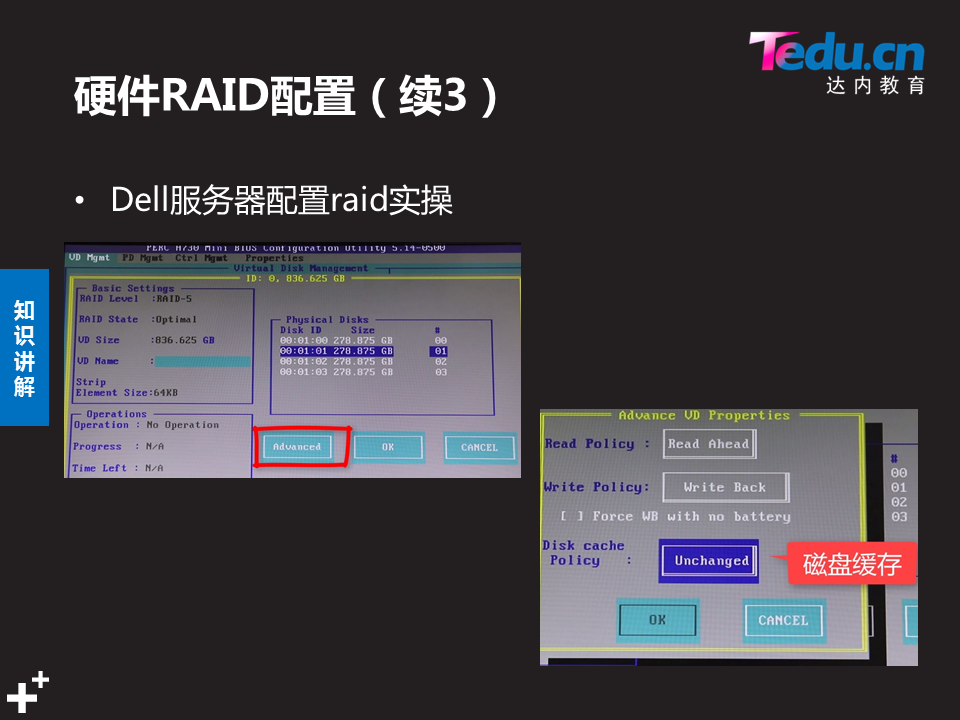 Tedu.cn
达内教育
硬件RAID配置（续3）
• Dell服务器配置raid实操
知识讲解
PERC H730 Mini BIOS Configuration Utility 5.14-0500
VD Mgmt PD Mgmt Ctrl Mgmt Properties
Virtual Disk Management
ID: 0, 836.625 GB
Basic Settings
RAID Level :RAID-5
RAID State :Optimal
VD Size :836.625 GB
VD Name :
Strip
Element Size:64KB
Physical Disks
Disk ID Size #
00:01:00 278.875 GB 00
00:01:01 278.875 GB 01
00:01:02 278.875 GB 02
00:01:03 278.875 GB 03
Operations
Operation : No Operation
Progress : N/A
Time Left : N/A
Advanced OK CANCEL
Advance VD Properties
Read Policy : Read Ahead
Write Policy: Write Back
[ ] Force WB with no battery
Disk cache
Policy : Unchanged
OK CANCEL
#
00
01
02
03
磁盘缓存